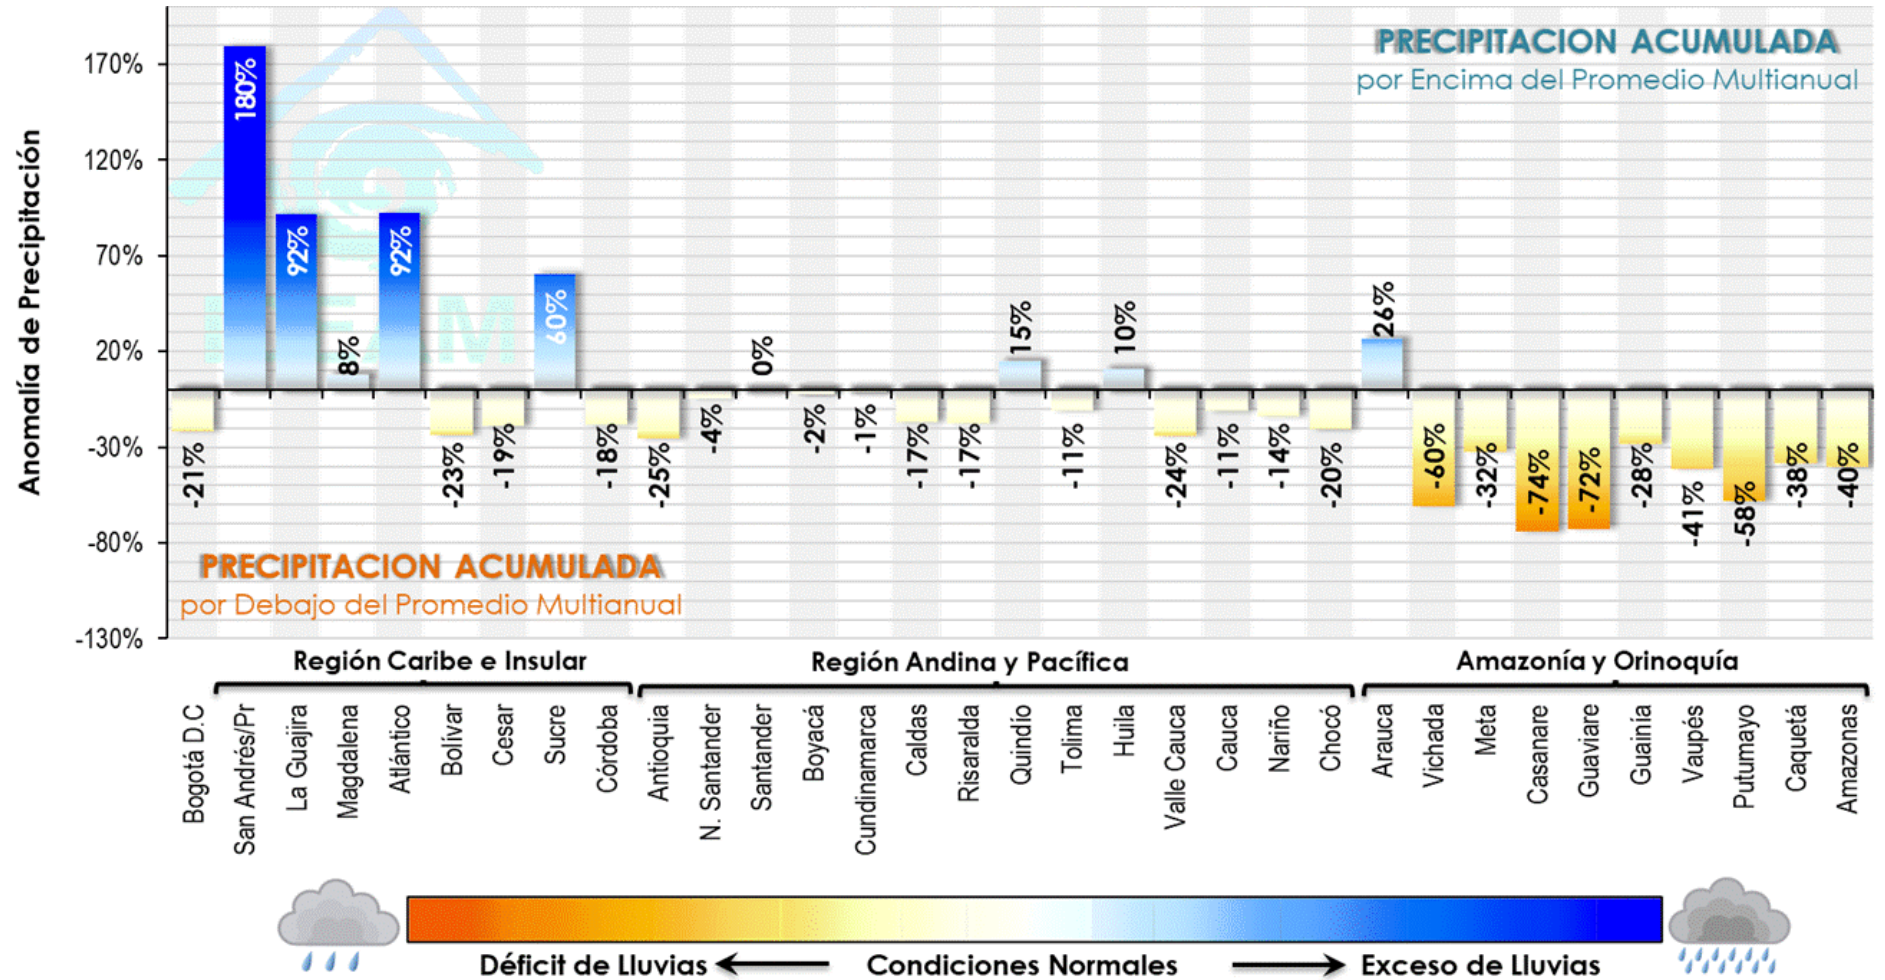 PRECIPITACION ACUMULADA
por Encima del Promedio Multianual
Anomalía de Precipitación
170%
120%
70%
20%
-30%
-80%
-130%
-21%
180%
92%
8%
92%
-23%
-19%
60%
-18%
-25%
-4%
0%
-2%
-1%
-17%
-17%
15%
-11%
10%
-24%
-11%
-14%
-20%
26%
-60%
-32%
-74%
-72%
-28%
-41%
-58%
-38%
-40%
IDEAM
PRECIPITACION ACUMULADA
por Debajo del Promedio Multianual
Región Caribe e Insular
Región Andina y Pacífica
Amazonía y Orinoquía
Bogotá D.C
San Andrés/Pr
La Guajira
Magdalena
Atlántico
Bolívar
Cesar
Sucre
Córdoba
Antioquia
N. Santander
Santander
Boyacá
Cundinamarca
Caldas
Risaralda
Quindío
Tolima
Huila
Valle Cauca
Cauca
Nariño
Chocó
Arauca
Vichada
Meta
Casanare
Guaviare
Guainía
Vaupés
Putumayo
Caquetá
Amazonas
Déficit de Lluvias
Condiciones Normales
Exceso de Lluvias